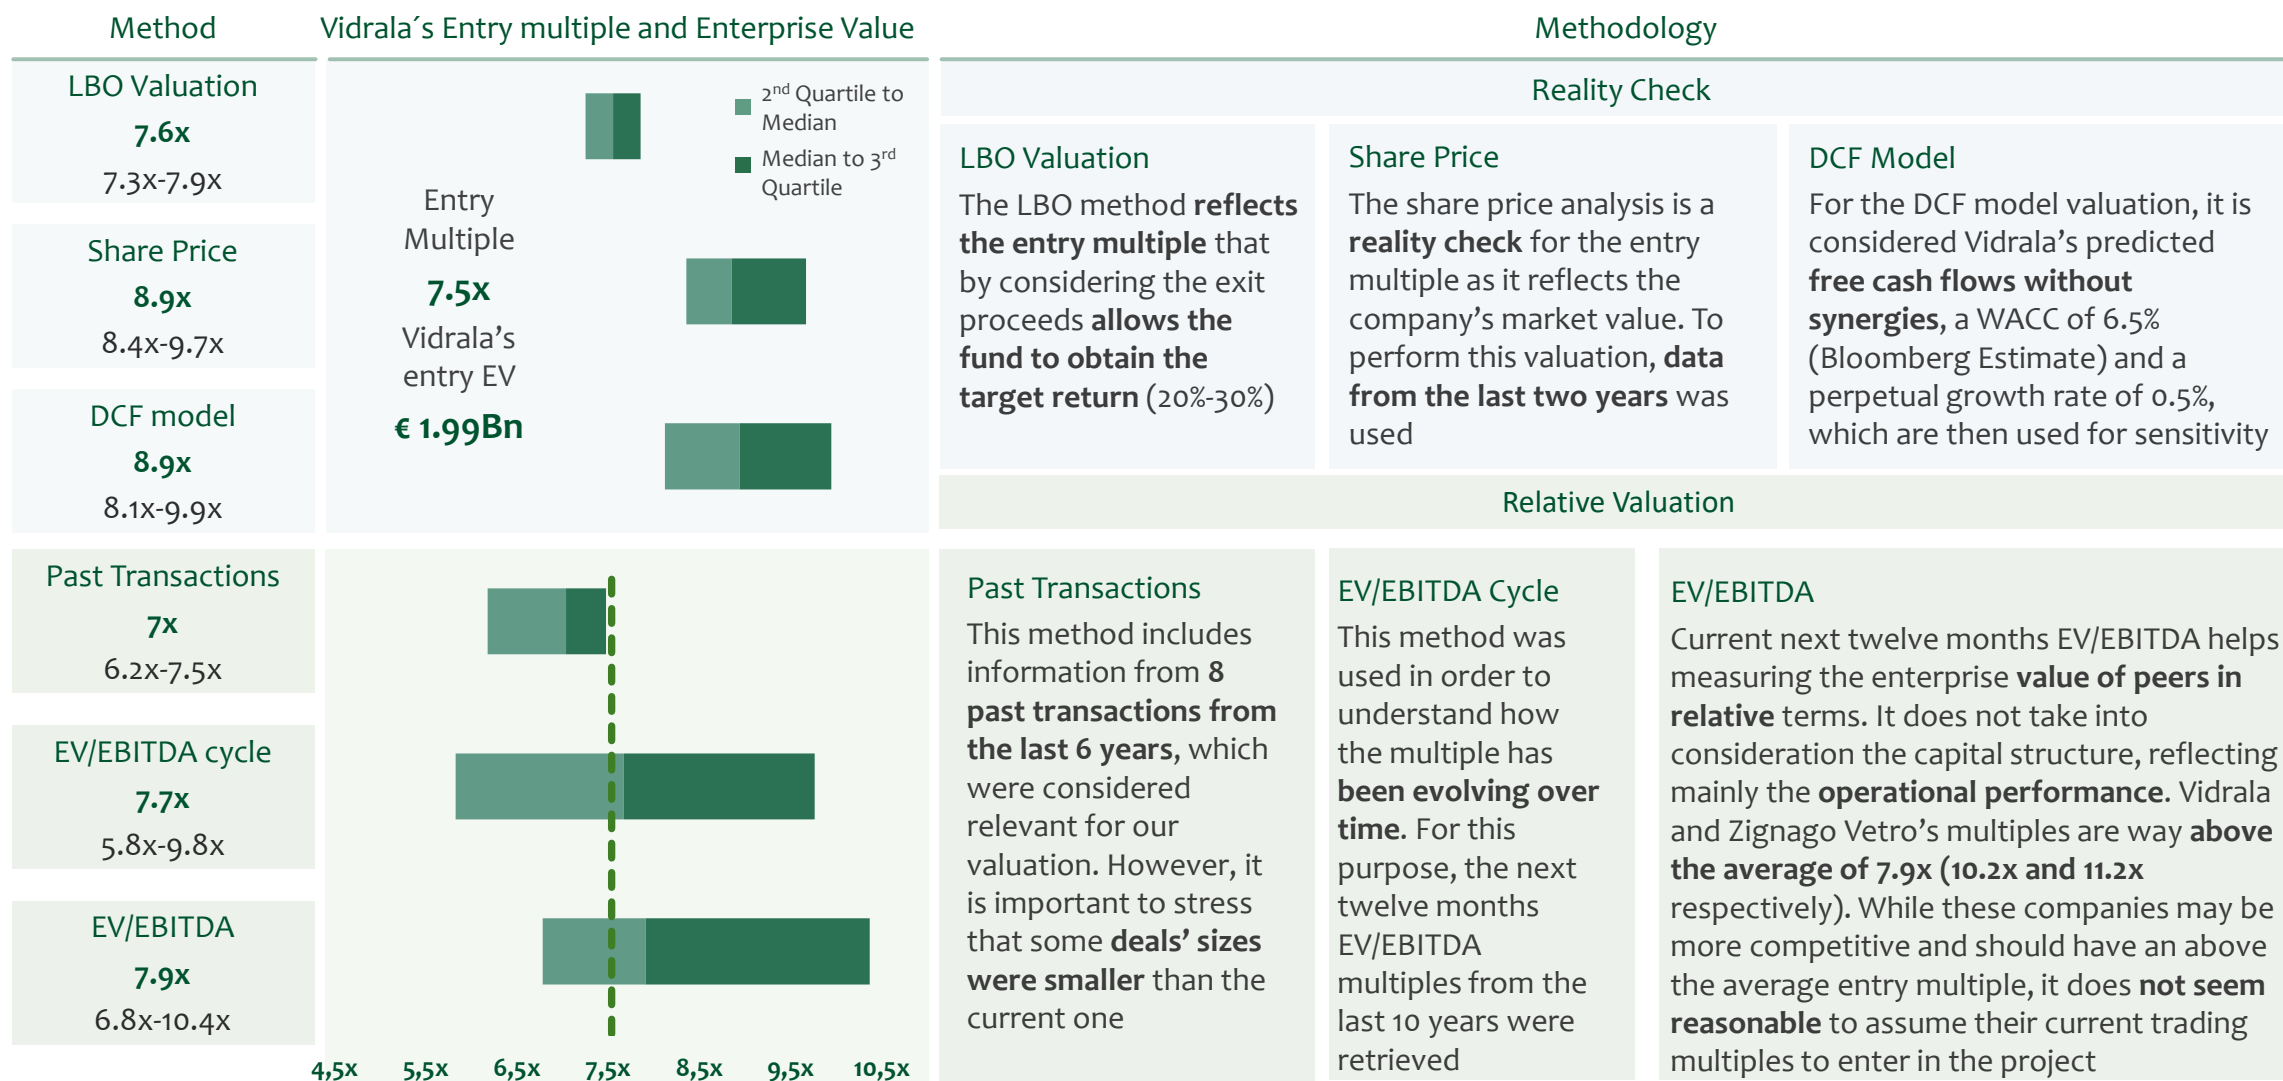 Method
Vidrala´s Entry multiple and Enterprise Value
Methodology
LBO Valuation
7.6x
7.3x-7.9x
Share Price
8.9x
8.4x-9.7x
DCF model
8.9x
8.1x-9.9x
Past Transactions
7x
6.2x-7.5x
EV/EBITDA cycle
7.7x
5.8x-9.8x
EV/EBITDA
7.9x
6.8x-10.4x
2nd Quartile to
Median
Median to 3rd
Quartile
Entry
Multiple
7.5x
Vidrala’s
entry EV
€ 1.99Bn
4,5x 5,5x 6,5x 7,5x 8,5x 9,5x 10,5x
Reality Check
LBO Valuation
The LBO method reflects
the entry multiple that
by considering the exit
proceeds allows the
fund to obtain the
target return (20%-30%)
Share Price
The share price analysis is a
reality check for the entry
multiple as it reflects the
company’s market value. To
perform this valuation, data
from the last two years was
used
DCF Model
For the DCF model valuation, it is
considered Vidrala’s predicted
free cash flows without
synergies, a WACC of 6.5%
(Bloomberg Estimate) and a
perpetual growth rate of 0.5%,
which are then used for sensitivity
Relative Valuation
Past Transactions
This method includes
information from 8
past transactions from
the last 6 years, which
were considered
relevant for our
valuation. However, it
is important to stress
that some deals’ sizes
were smaller than the
current one
EV/EBITDA Cycle
This method was
used in order to
understand how
the multiple has
been evolving over
time. For this
purpose, the next
twelve months
EV/EBITDA
multiples from the
last 10 years were
retrieved
EV/EBITDA
Current next twelve months EV/EBITDA helps
measuring the enterprise value of peers in
relative terms. It does not take into
consideration the capital structure, reflecting
mainly the operational performance. Vidrala
and Zignago Vetro’s multiples are way above
the average of 7.9x (10.2x and 11.2x
respectively). While these companies may be
more competitive and should have an above
the average entry multiple, it does not seem
reasonable to assume their current trading
multiples to enter in the project